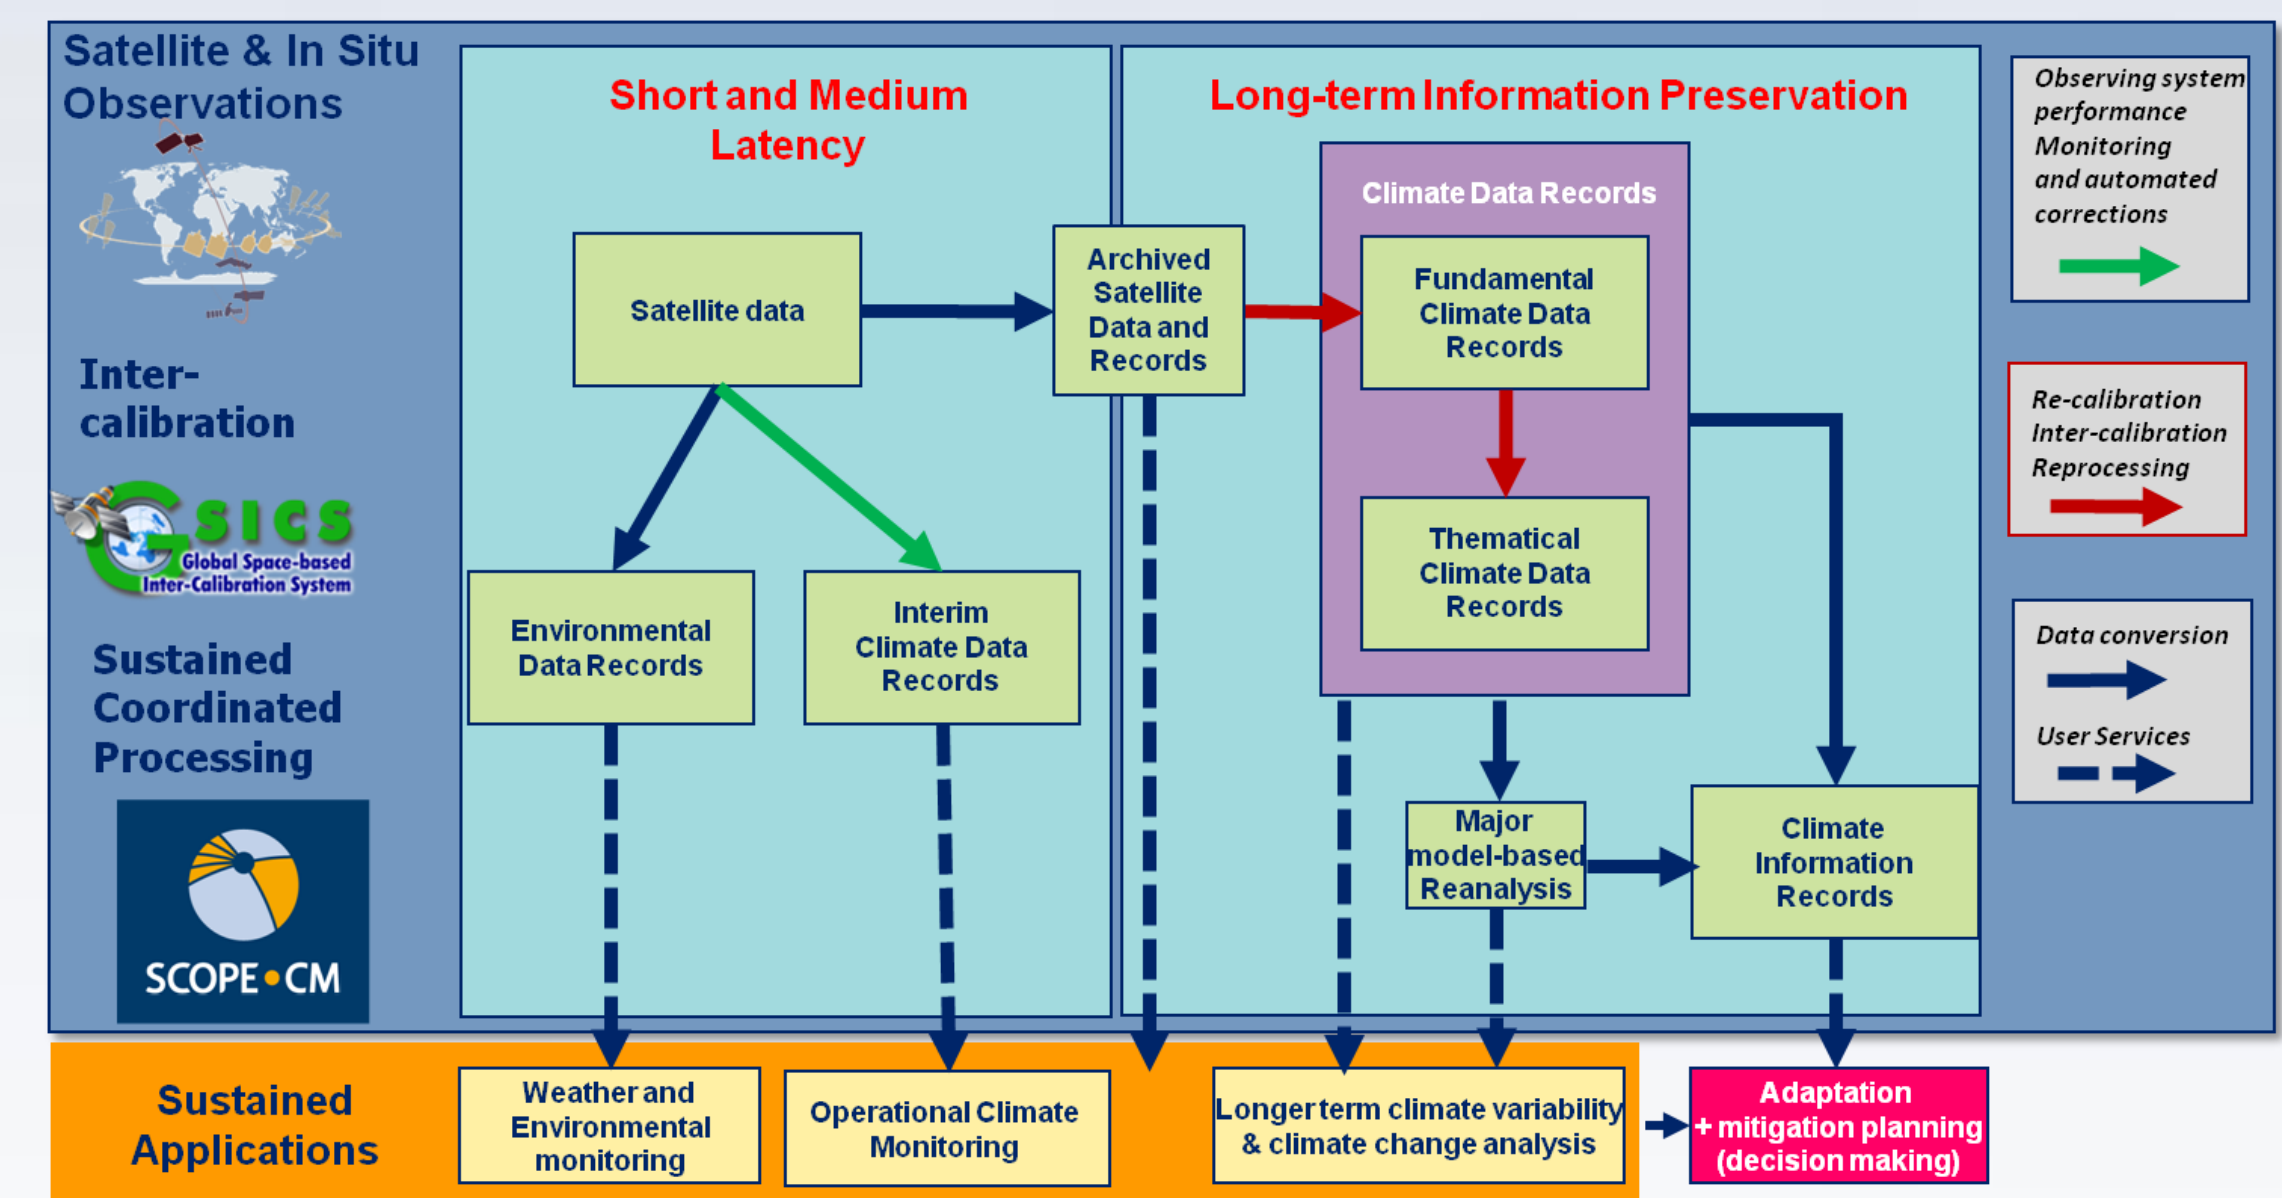 Satellite & In Situ
Observations
Inter-
calibration
GSICS
Global Space-based
Inter-Calibration System
Sustained
Coordinated
Processing
SCOPE•CM
Short and Medium
Latency
Satellite data
Environmental
Data Records
Interim
Climate Data
Records
Archived
Satellite
Data and
Records
Long-term Information Preservation
Climate Data Records
Fundamental
Climate Data
Records
Thematical
Climate Data
Records
Major
model-based
Reanalysis
Climate
Information
Records
Observing system
performance
Monitoring
and automated
corrections
Re-calibration
Inter-calibration
Reprocessing
Data conversion
User Services
Sustained
Applications
Weather and
Environmental
monitoring
Operational Climate
Monitoring
Longer term climate variability
& climate change analysis
Adaptation
+ mitigation planning
(decision making)